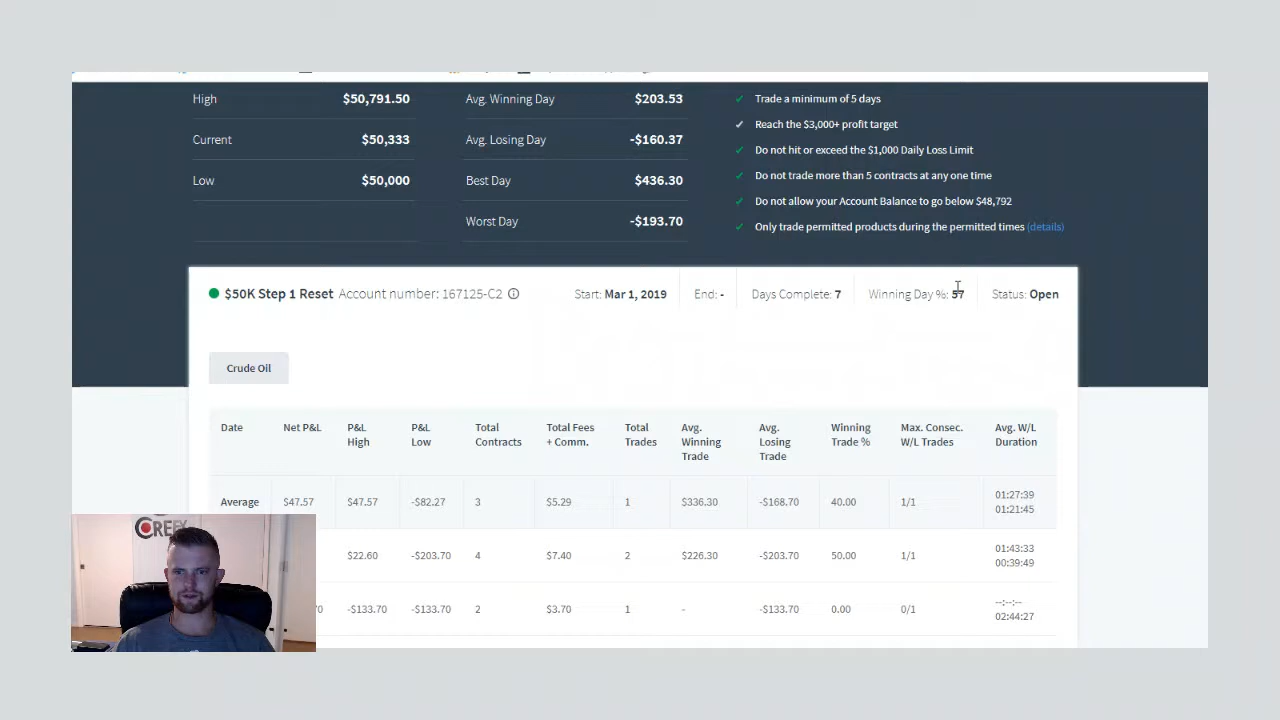 High $50,791.50 Avg. Winning Day $203.53 ✓ Trade a minimum of 5 days
✓ Reach the $3,000+ profit target
Current $50,333 Avg. Losing Day -$160.37 ✓ Do not hit or exceed the $1,000 Daily Loss Limit
Low $50,000 Best Day $436.30 ✓ Do not trade more than 5 contracts at any one time
✓ Do not allow your Account Balance to go below $48,792
Worst Day -$193.70 ✓ Only trade permitted products during the permitted times (details)
$50K Step 1 Reset Account number: 167125-C2 Start: Mar 1, 2019 End: - Days Complete: 7 Winning Day %: 57 Status: Open
Crude Oil
Date Net P&L P&L High P&L Low Total Contracts Total Fees + Comm. Total Trades Avg. Winning Trade Avg. Losing Trade Winning Trade % Max. Consec. W/L Trades Avg. W/L Duration
Average $47.57 $47.57 -$82.27 3 $5.29 1 $336.30 -$168.70 40.00 1/1 01:27:39 01:21:45
$22.60 -$203.70 4 $7.40 2 $226.30 -$203.70 50.00 1/1 01:43:33 00:39:49
-$133.70 -$133.70 2 $3.70 1 - -$133.70 0.00 0/1 --:--:-- 02:44:27